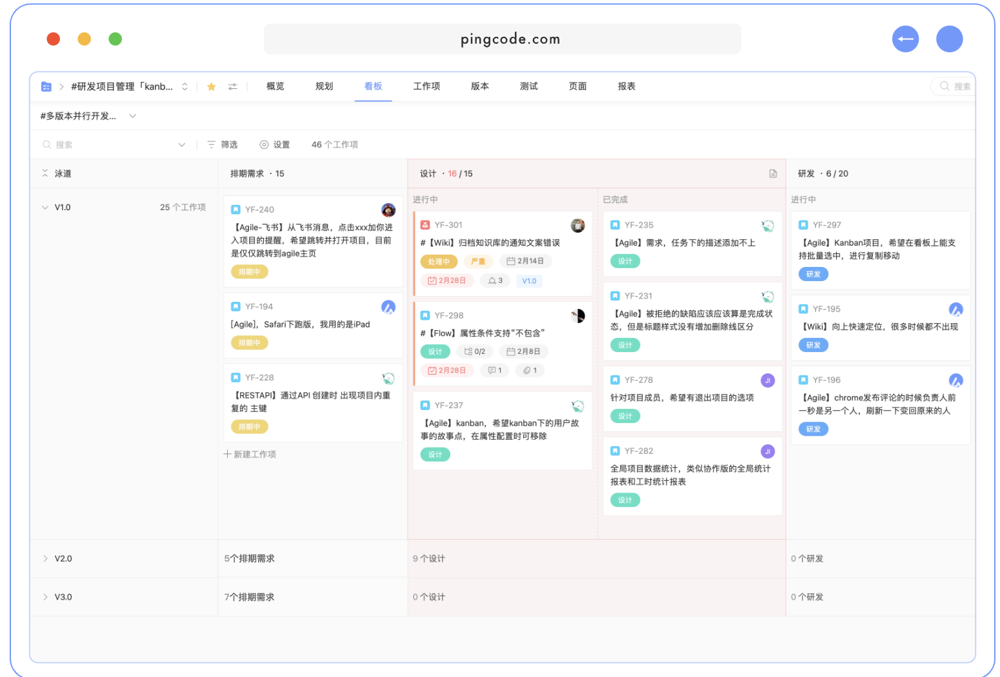 pingcode.com
#研发项目管理「kanb...
概览
规划
看板
工作项
版本
测试
页面
报表
搜索
#多版本并行开发...
搜索
筛选
设置
46 个工作项
泳道
排期需求 · 15
设计 · 16 / 15
研发 · 6 / 20
V1.0
25 个工作项
YF-240
【Agile-飞书】从飞书消息，点击xxx加你进
入项目的提醒，希望跳转并打开项目，目前
是仅仅跳转到agile主页
排期中
YF-194
[Agile]，Safari下跑版，我用的是iPad
排期中
YF-228
【RESTAPI】通过API 创建时 出现项目内重
复的 主键
排期中
新建工作项
进行中
YF-301
#【Wiki】归档知识库的通知文案错误
处理中 严重 2月14日
2月28日 3 V1.0
YF-298
#【Flow】属性条件支持“不包含”
设计 0/2 2月8日
2月28日 1 1
YF-237
【Agile】kanban，希望kanban下的用户故
事的故事点，在属性配置时可移除
设计
已完成
YF-235
【Agile】需求，任务下的描述添加不上
设计
YF-231
【Agile】被拒绝的缺陷应该应该算是完成状
态，但是标题样式没有增加删除线区分
设计
YF-278
JI
针对项目成员，希望有退出项目的选项
设计
YF-282
JI
全局项目数据统计，类似协作版的全局统计
报表和工时统计报表
设计
进行中
YF-297
【Agile】Kanban项目，希望在看板上能支
持批量选中，进行复制移动
研发
YF-195
【Wiki】向上快速定位，很多时候都不出现
研发
YF-196
【Agile】chrome发布评论的时候负责人前
一秒是另一个人，刷新一下变回原来的人
研发
V2.0
5个排期需求
9 个设计
0 个研发
V3.0
7个排期需求
0 个设计
0 个研发